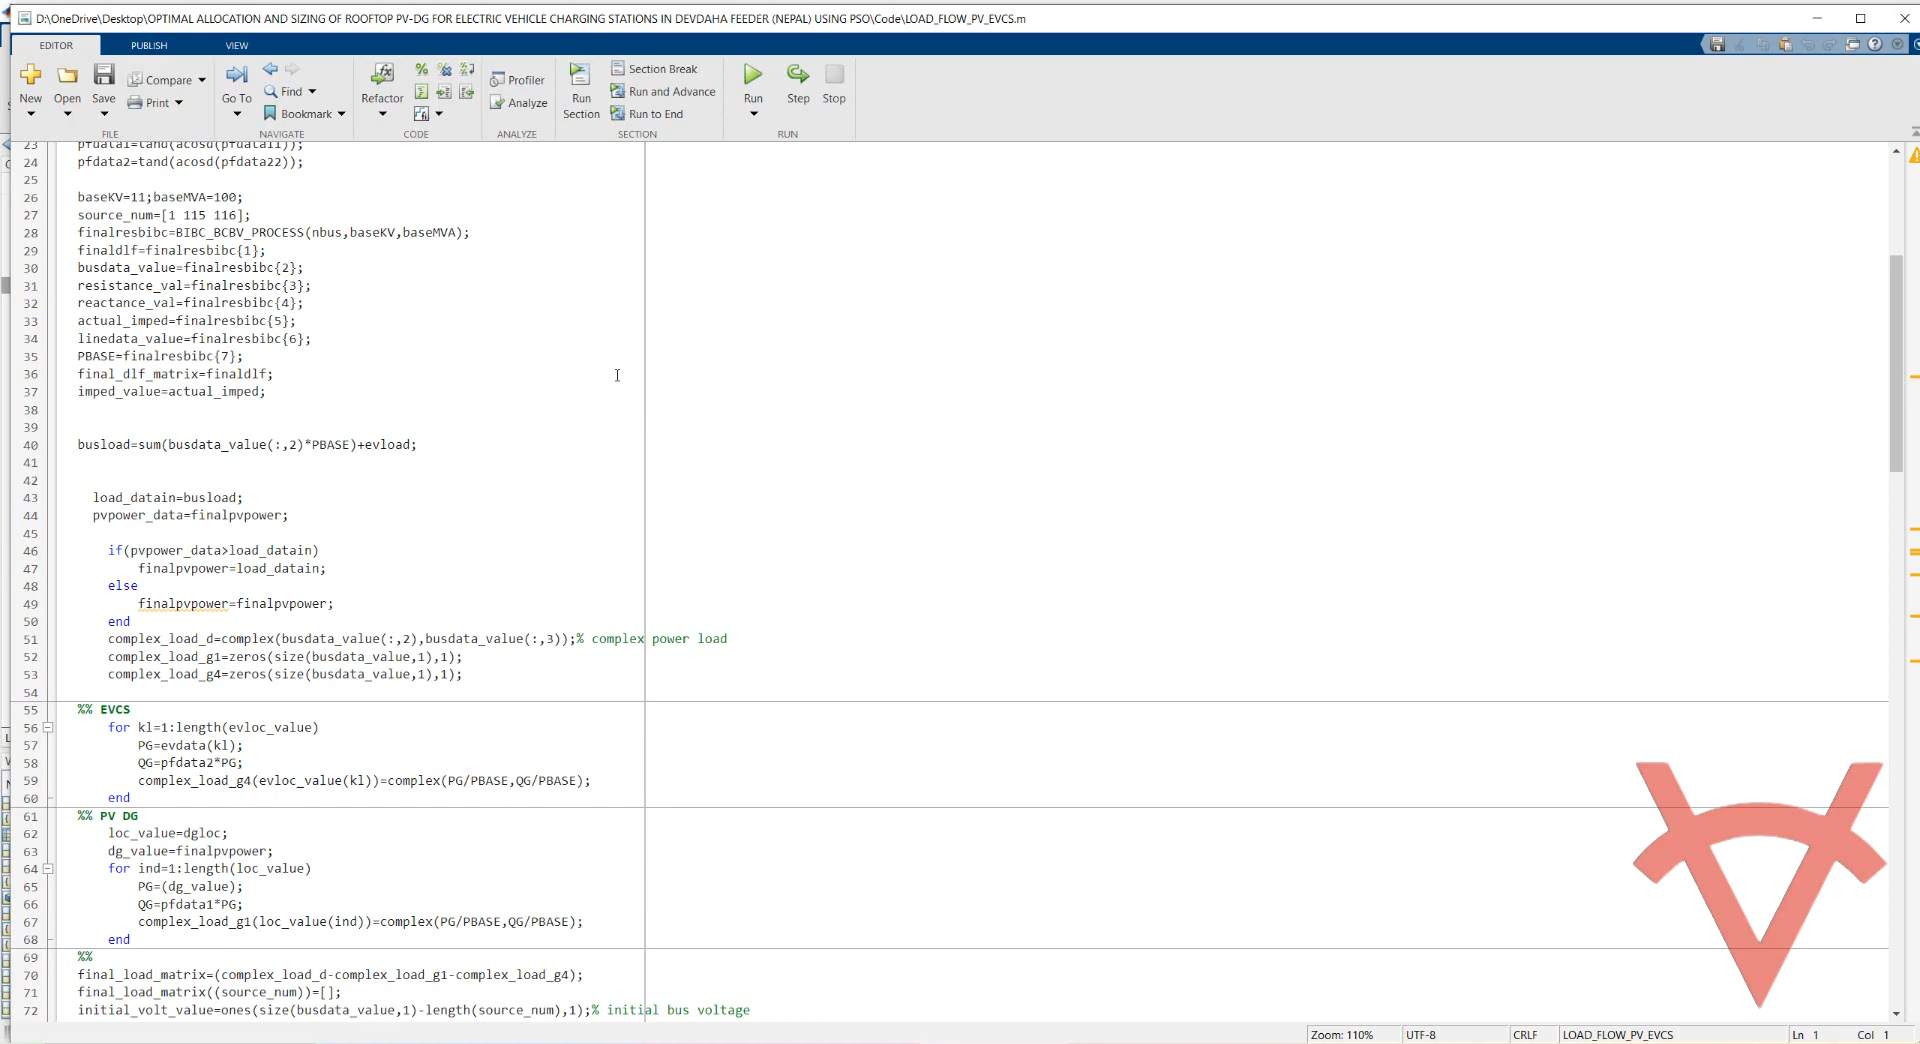 D:\OneDrive\Desktop\OPTIMAL ALLOCATION AND SIZING OF ROOFTOP PV-DG FOR ELECTRIC VEHICLE CHARGING STATIONS IN DEVDAHA FEEDER (NEPAL) USING PSO\Code\LOAD_FLOW_PV_EVCS.m
EDITOR PUBLISH VIEW
New Open Save Compare Print
Go To Find Bookmark
Refactor
Profiler Analyze
Run Section Section Break Run and Advance Run to End
Run Step Stop
FILE NAVIGATE CODE ANALYZE SECTION RUN
23 pfdata1=tand(acosd(pfdata11));
24 pfdata2=tand(acosd(pfdata22));
25
26 baseKV=11;baseMVA=100;
27 source_num=[1 115 116];
28 finalresbibc=BIBC_BCBV_PROCESS(nbus,baseKV,baseMVA);
29 finaldlf=finalresbibc{1};
30 busdata_value=finalresbibc{2};
31 resistance_val=finalresbibc{3};
32 reactance_val=finalresbibc{4};
33 actual_imped=finalresbibc{5};
34 linedata_value=finalresbibc{6};
35 PBASE=finalresbibc{7};
36 final_dlf_matrix=finaldlf;
37 imped_value=actual_imped;
38
39
40 busload=sum(busdata_value(:,2)*PBASE)+evload;
41
42
43 load_datain=busload;
44 pvpower_data=finalpvpower;
45
46 if(pvpower_data>load_datain)
47 finalpvpower=load_datain;
48 else
49 finalpvpower=finalpvpower;
50 end
51 complex_load_d=complex(busdata_value(:,2),busdata_value(:,3));% complex power load
52 complex_load_g1=zeros(size(busdata_value,1),1);
53 complex_load_g4=zeros(size(busdata_value,1),1);
54
55 %% EVCS
56 for kl=1:length(evloc_value)
57 PG=evdata(kl);
58 QG=pfdata2*PG;
59 complex_load_g4(evloc_value(kl))=complex(PG/PBASE,QG/PBASE);
60 end
61 %% PV DG
62 loc_value=dgloc;
63 dg_value=finalpvpower;
64 for ind=1:length(loc_value)
65 PG=(dg_value);
66 QG=pfdata1*PG;
67 complex_load_g1(loc_value(ind))=complex(PG/PBASE,QG/PBASE);
68 end
69 %%
70 final_load_matrix=(complex_load_d-complex_load_g1-complex_load_g4);
71 final_load_matrix((source_num))=[];
72 initial_volt_value=ones(size(busdata_value,1)-length(source_num),1);% initial bus voltage
Zoom: 110% UTF-8 CRLF LOAD_FLOW_PV_EVCS Ln 1 Col 1